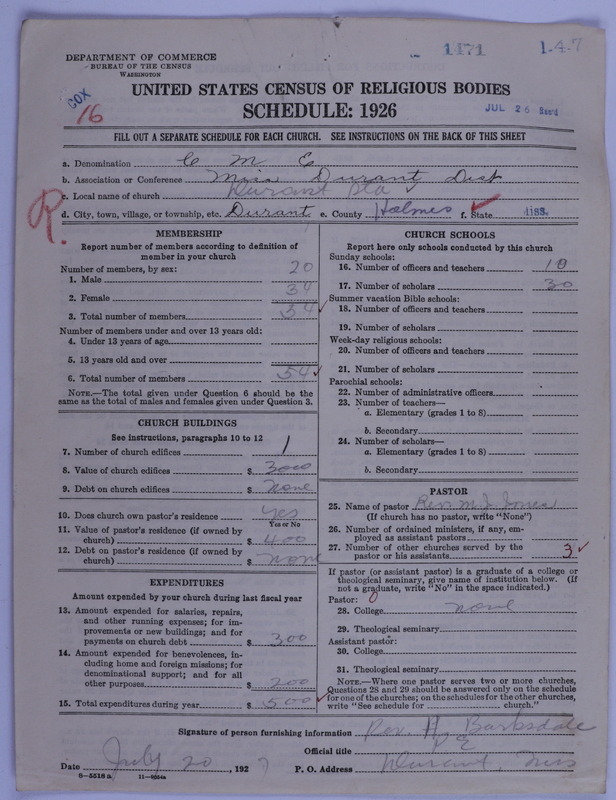 1171
1-4-7
DEPARTMENT OF COMMERCE
BUREAU OF THE CENSUS
WASHINGTON
COX
16
UNITED STATES CENSUS OF RELIGIOUS BODIES
SCHEDULE: 1926
JUL 26 Recd
FILL OUT A SEPARATE SCHEDULE FOR EACH CHURCH. SEE INSTRUCTIONS ON THE BACK OF THIS SHEET
a. Denomination C M E
b. Association or Conference Miss Durant Dist
c. Local name of church Durant Sta
R.
d. City, town, village, or township, etc. Durant e. County Holmes f. State 4183
MEMBERSHIP
Report number of members according to definition of
member in your church
Number of members, by sex:
1. Male 20
2. Female 34
3. Total number of members 54
Number of members under and over 13 years old:
4. Under 13 years of age
5. 13 years old and over
6. Total number of members 54
NOTE.—The total given under Question 6 should be the
same as the total of males and females given under Question 3.
CHURCH BUILDINGS
See instructions, paragraphs 10 to 12
7. Number of church edifices 1
8. Value of church edifices $ 3000
9. Debt on church edifices $ none
10. Does church own pastor's residence yes
Yes or No
11. Value of pastor's residence (if owned by
church) $ 400
12. Debt on pastor's residence (if owned by
church) $ none
EXPENDITURES
Amount expended by your church during last fiscal year
13. Amount expended for salaries, repairs,
and other running expenses; for im-
provements or new buildings; and for
payments on church debt $ 300
14. Amount expended for benevolences, in-
cluding home and foreign missions; for
denominational support; and for all
other purposes $ 200
15. Total expenditures during year $ 500
CHURCH SCHOOLS
Report here only schools conducted by this church
Sunday schools:
16. Number of officers and teachers 10
17. Number of scholars 30
Summer vacation Bible schools:
18. Number of officers and teachers
19. Number of scholars
Week-day religious schools:
20. Number of officers and teachers
21. Number of scholars
Parochial schools:
22. Number of administrative officers
23. Number of teachers—
a. Elementary (grades 1 to 8)
b. Secondary
24. Number of scholars—
a. Elementary (grades 1 to 8)
b. Secondary
PASTOR
25. Name of pastor Rev. M. J. Jones
(If church has no pastor, write "None")
26. Number of ordained ministers, if any, em-
ployed as assistant pastors
27. Number of other churches served by the
pastor or his assistants 3
If pastor (or assistant pastor) is a graduate of a college or
theological seminary, give name of institution below. (If
not a graduate, write "No" in the space indicated.)
Pastor: 0
28. College none
29. Theological seminary
Assistant pastor:
30. College
31. Theological seminary
NOTE.—Where one pastor serves two or more churches,
Questions 28 and 29 should be answered only on the schedule
for one of the churches; on the schedules for the other churches,
write "See schedule for church."
Signature of person furnishing information Rev. H. Barksdale
Official title P E
Date July 20 1927 P. O. Address Durant, Miss
8-5518 a 11-9054a